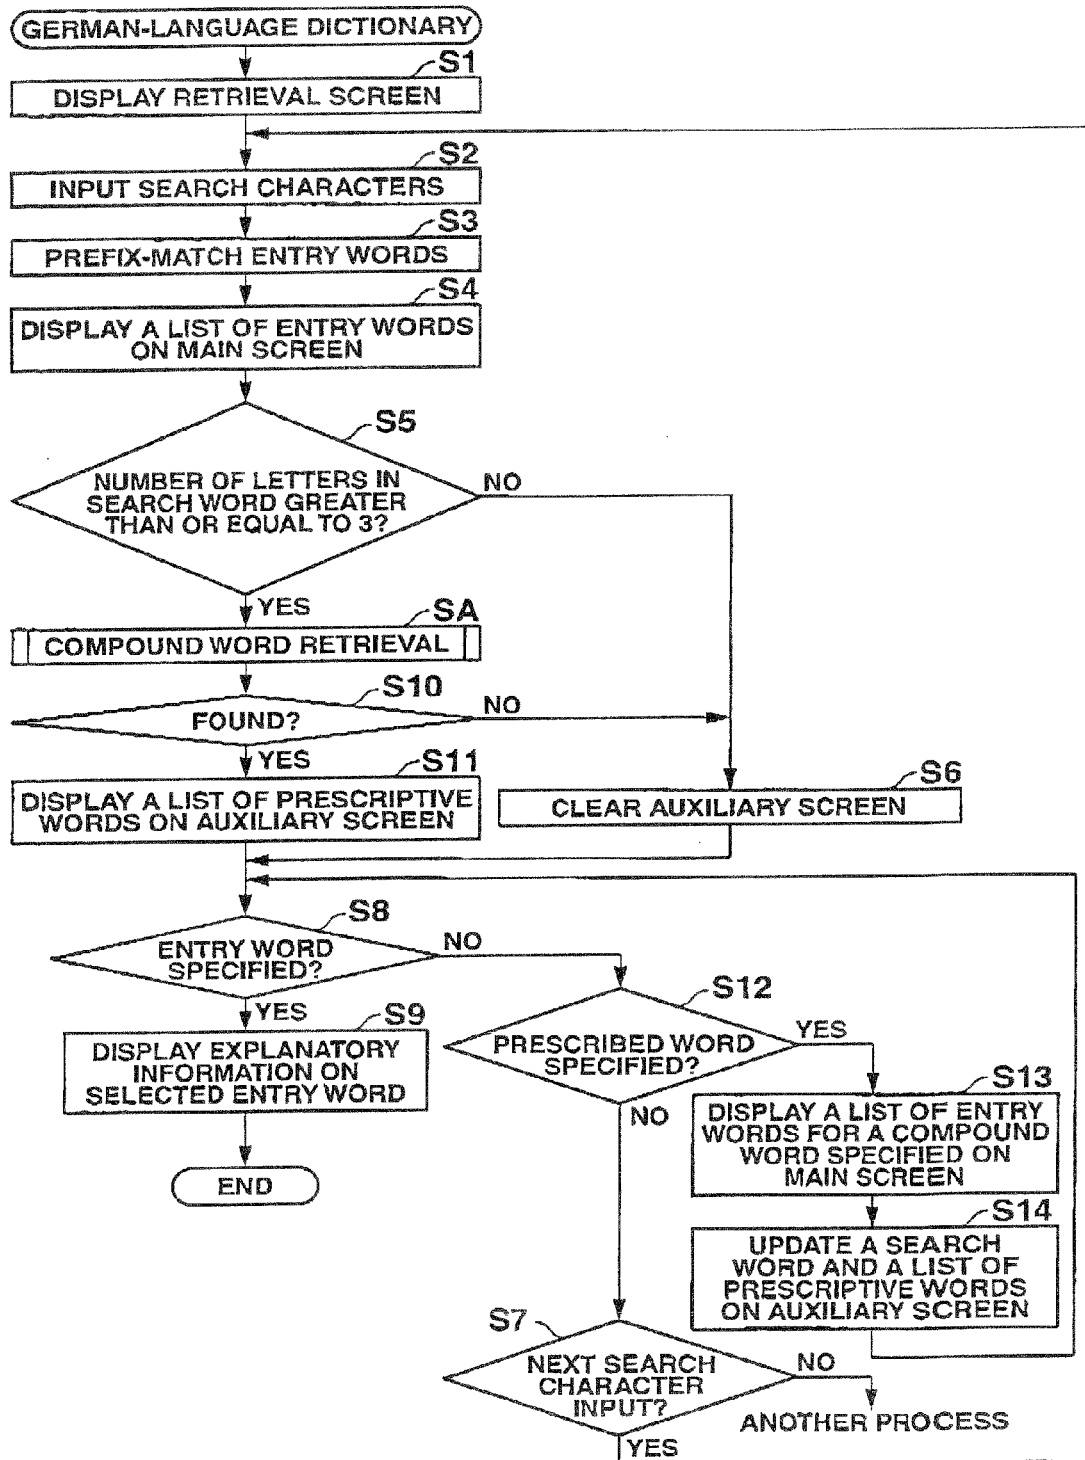 GERMAN-LANGUAGE DICTIONARY
S1
DISPLAY RETRIEVAL SCREEN
S2
INPUT SEARCH CHARACTERS
S3
PREFIX-MATCH ENTRY WORDS
S4
DISPLAY A LIST OF ENTRY WORDS
ON MAIN SCREEN
S5
NUMBER OF LETTERS IN
SEARCH WORD GREATER
THAN OR EQUAL TO 3?
NO
YES
SA
COMPOUND WORD RETRIEVAL
S10
FOUND?
NO
YES
S11
DISPLAY A LIST OF PRESCRIPTIVE
WORDS ON AUXILIARY SCREEN
S6
CLEAR AUXILIARY SCREEN
S8
ENTRY WORD
SPECIFIED?
NO
YES
S9
DISPLAY EXPLANATORY
INFORMATION ON
SELECTED ENTRY WORD
END
S12
PRESCRIBED WORD
SPECIFIED?
YES
NO
S13
DISPLAY A LIST OF ENTRY
WORDS FOR A COMPOUND
WORD SPECIFIED ON
MAIN SCREEN
S14
UPDATE A SEARCH
WORD AND A LIST OF
PRESCRIPTIVE WORDS
ON AUXILIARY SCREEN
S7
NEXT SEARCH
CHARACTER
INPUT?
NO
ANOTHER PROCESS
YES